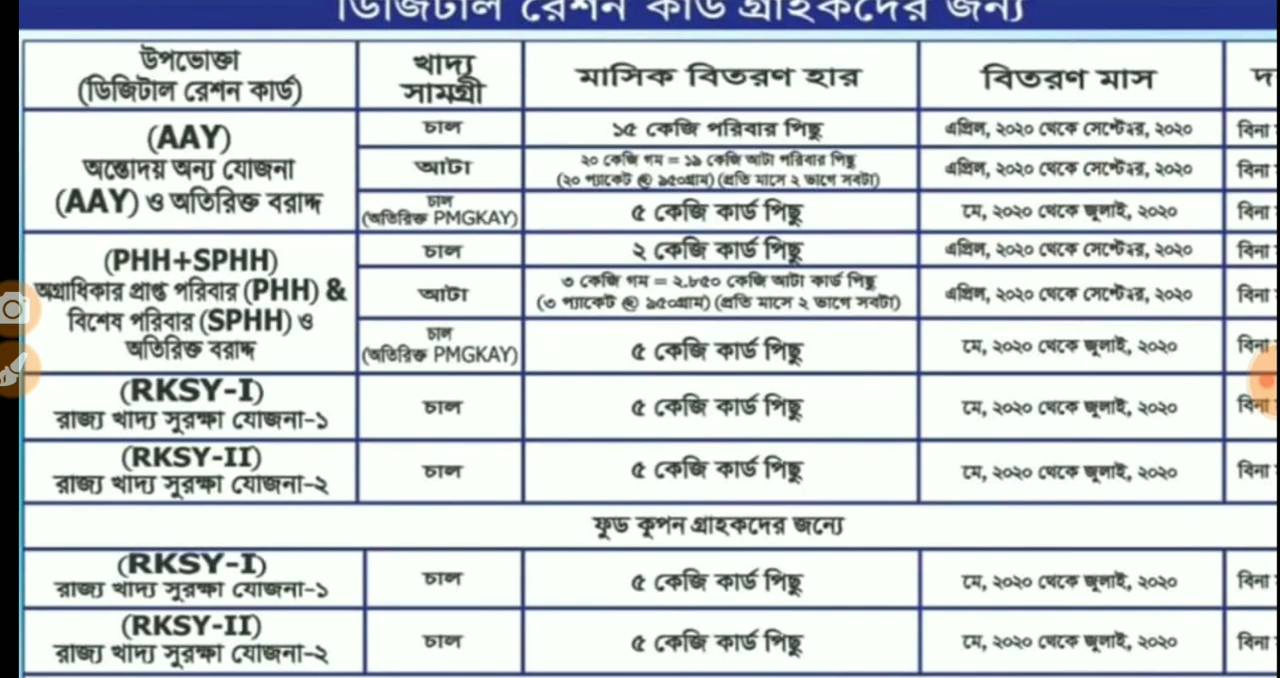 ডিজিটাল রেশন কার্ড গ্রাহকদের জন্য
উপভোক্তা
(ডিজিটাল রেশন কার্ড)
খাদ্য
সামগ্রী
মাসিক বিতরণ হার
বিতরণ মাস
(AAY)
অন্তোদয় অন্য যোজনা
(AAY) ও অতিরিক্ত বরাদ্দ
চাল
১৫ কেজি পরিবার পিছু
এপ্রিল, ২০২০ থেকে সেপ্টেম্বর, ২০২০
বিনা
আটা
২০ কেজি গম = ১৯ কেজি আটা পরিবার পিছু
(২০ প্যাকেট @ ৯৫০গ্রাম) (প্রতি মাসে ২ ভাগে সবটা)
এপ্রিল, ২০২০ থেকে সেপ্টেম্বর, ২০২০
বিনা
চাল
(অতিরিক্ত PMGKAY)
৫ কেজি কার্ড পিছু
মে, ২০২০ থেকে জুলাই, ২০২০
বিনা
(PHH+SPHH)
অগ্রাধিকার প্রাপ্ত পরিবার (PHH) &
বিশেষ পরিবার (SPHH) ও
অতিরিক্ত বরাদ্দ
চাল
২ কেজি কার্ড পিছু
এপ্রিল, ২০২০ থেকে সেপ্টেম্বর, ২০২০
বিনা
আটা
৩ কেজি গম = ২.৮৫০ কেজি আটা কার্ড পিছু
(৩ প্যাকেট @ ৯৫০গ্রাম) (প্রতি মাসে ২ ভাগে সবটা)
এপ্রিল, ২০২০ থেকে সেপ্টেম্বর, ২০২০
বিনা
চাল
(অতিরিক্ত PMGKAY)
৫ কেজি কার্ড পিছু
মে, ২০২০ থেকে জুলাই, ২০২০
বিনা
(RKSY-I)
রাজ্য খাদ্য সুরক্ষা যোজনা-১
চাল
৫ কেজি কার্ড পিছু
মে, ২০২০ থেকে জুলাই, ২০২০
বিনা
(RKSY-II)
রাজ্য খাদ্য সুরক্ষা যোজনা-২
চাল
৫ কেজি কার্ড পিছু
মে, ২০২০ থেকে জুলাই, ২০২০
বিনা
ফুড কুপন গ্রাহকদের জন্যে
(RKSY-I)
রাজ্য খাদ্য সুরক্ষা যোজনা-১
চাল
৫ কেজি কার্ড পিছু
মে, ২০২০ থেকে জুলাই, ২০২০
বিনা
(RKSY-II)
রাজ্য খাদ্য সুরক্ষা যোজনা-২
চাল
৫ কেজি কার্ড পিছু
মে, ২০২০ থেকে জুলাই, ২০২০
বিনা